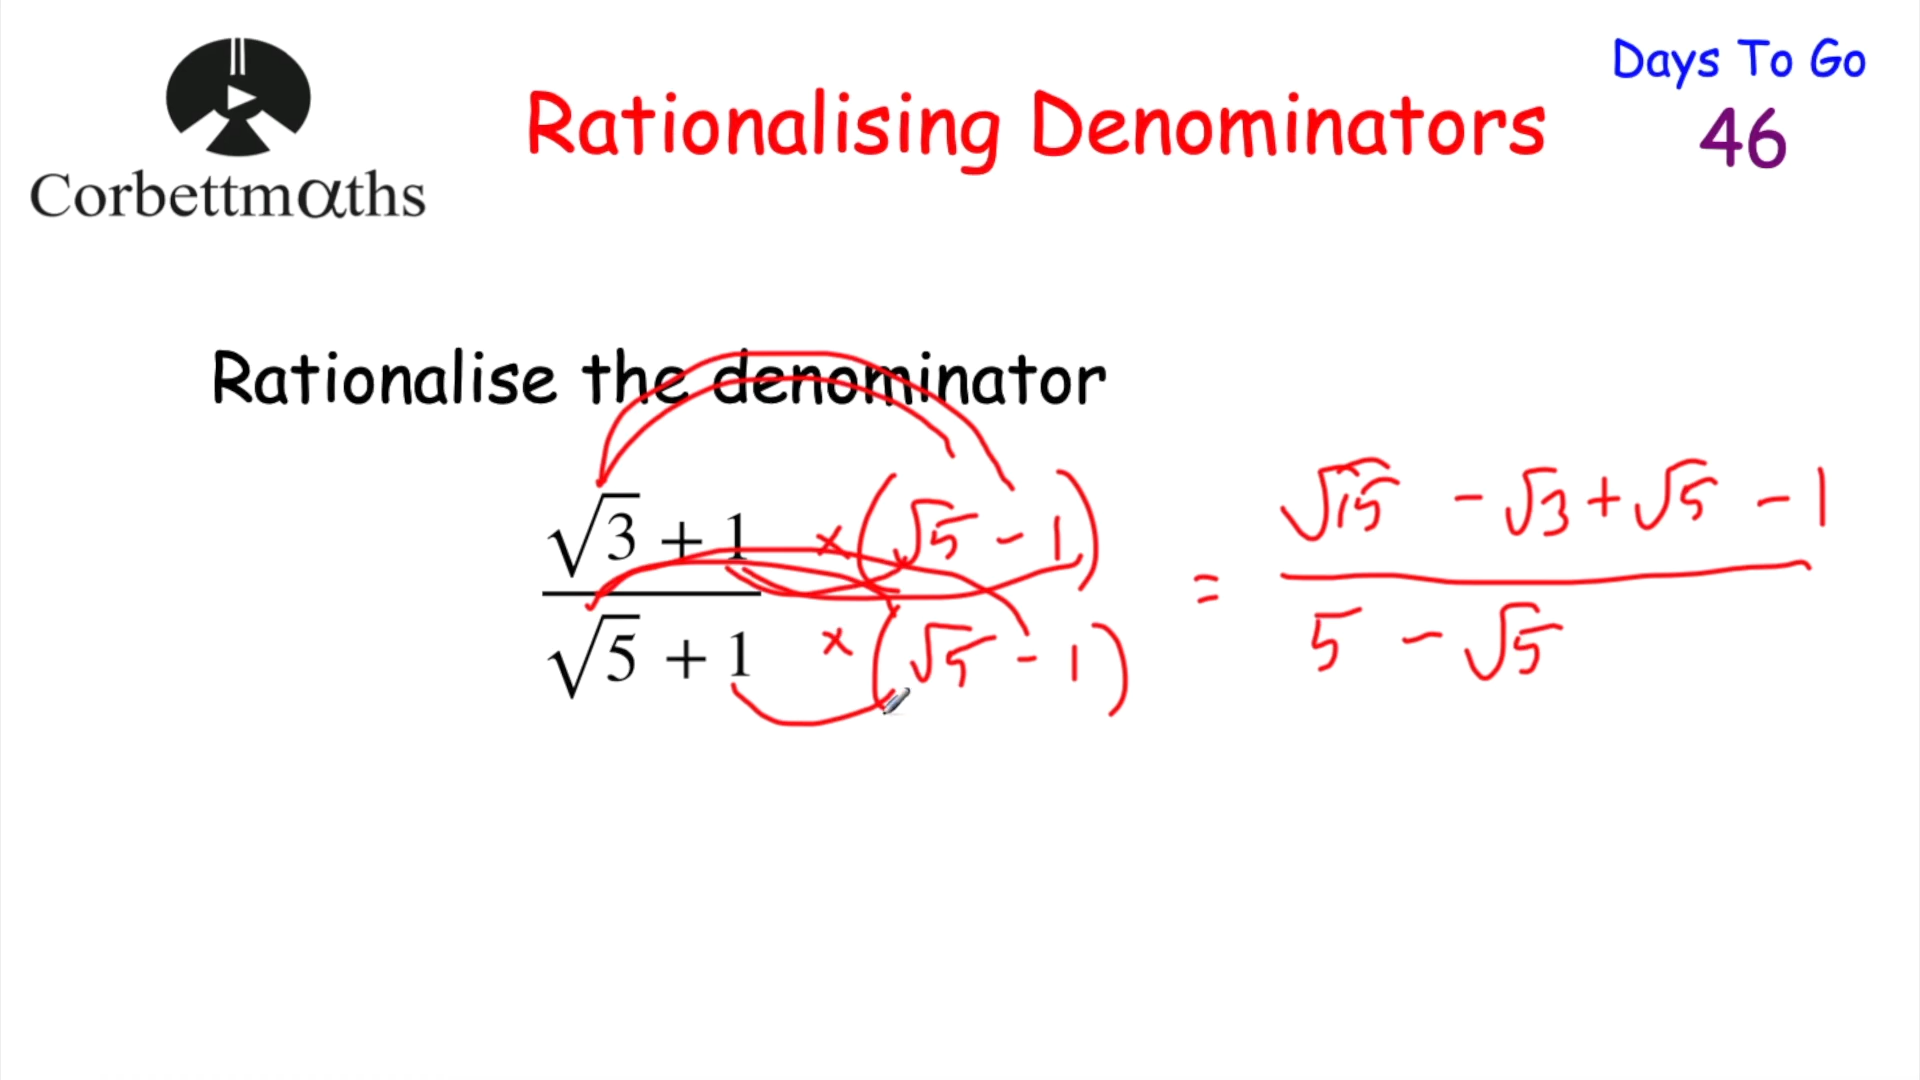 Days To Go
46
Rationalising Denominators
Corbettmαths
Rationalise the denominator
√3 + 1 × (√5 - 1)
√5 + 1 × (√5 - 1)
=
√15 - √3 + √5 - 1
5 - √5